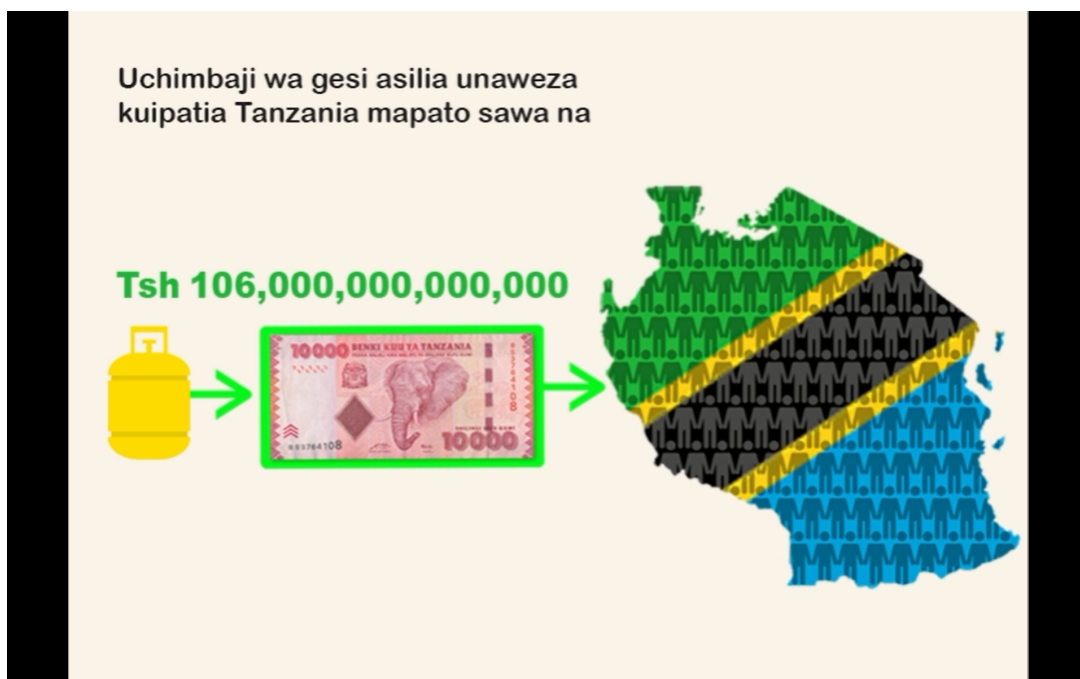 Uchimbaji wa gesi asilia unaweza
kuipatia Tanzania mapato sawa na
Tsh 106,000,000,000,000
10000 BENKI KUU YA TANZANIA
10000